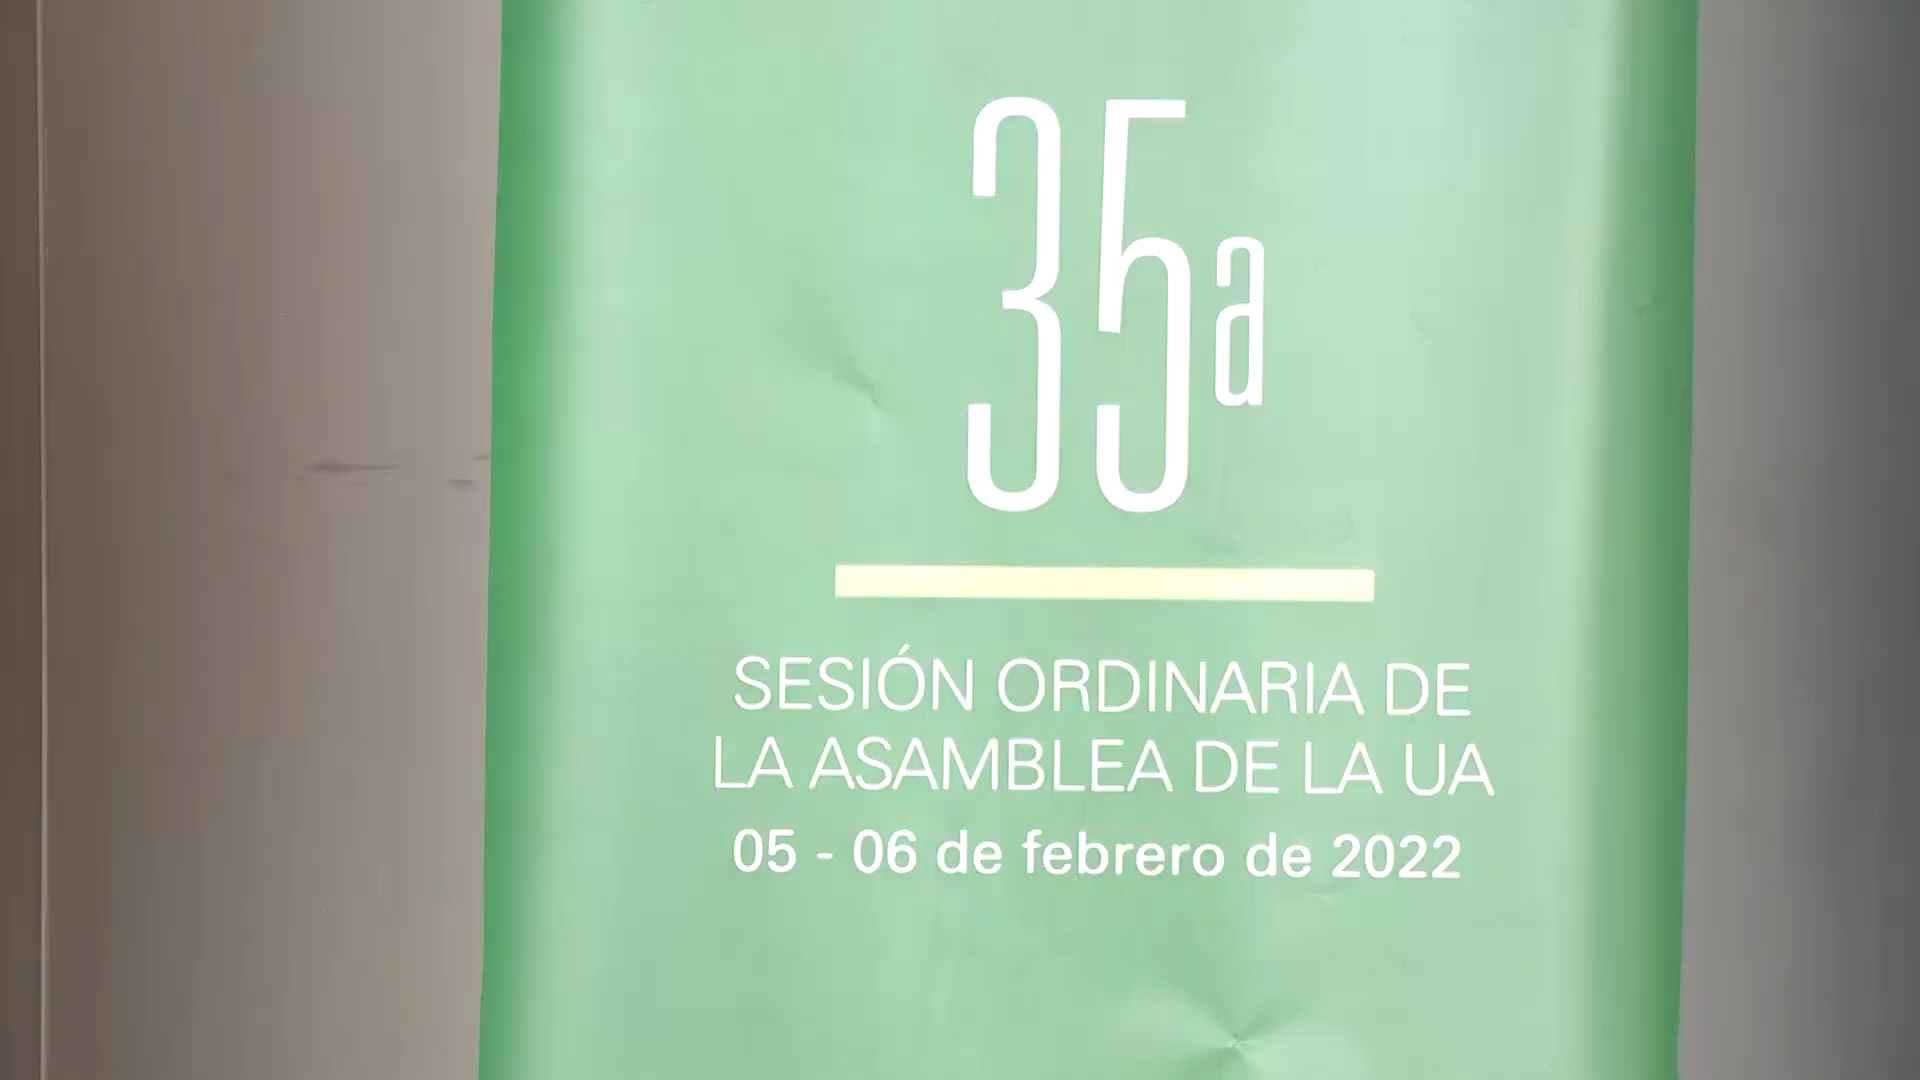 35a
SESIÓN ORDINARIA DE
LA ASAMBLEA DE LA UA
05 - 06 de febrero de 2022